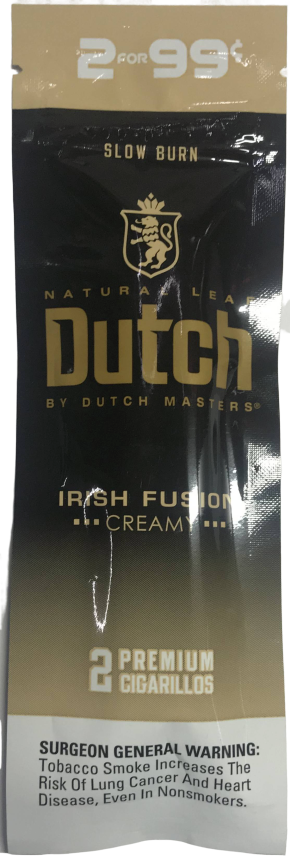 2 FOR 99¢
SLOW BURN
NATURAL LEAF
Dutch
BY DUTCH MASTERS®
IRISH FUSION
CREAMY
2 PREMIUM
CIGARILLOS
SURGEON GENERAL WARNING:
Tobacco Smoke Increases The
Risk Of Lung Cancer And Heart
Disease, Even In Nonsmokers.